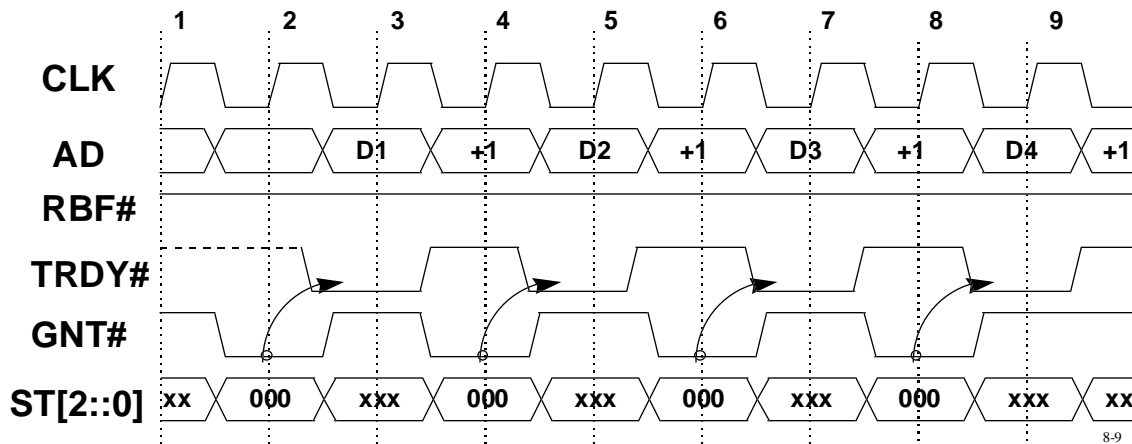 1 2 3 4 5 6 7 8 9
CLK
AD D1 +1 D2 +1 D3 +1 D4 +1
RBF#
TRDY#
GNT#
ST[2::0] xx 000 xxx 000 xxx 000 xxx 000 xxx xx
8-9